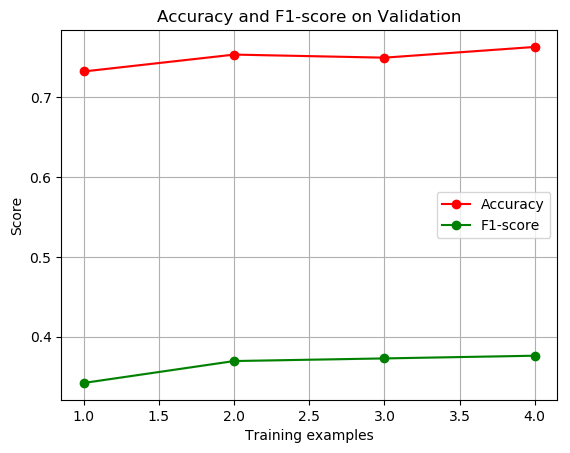 Accuracy and F1-score on Validation
Score
0.7
0.6
0.5
0.4
Accuracy
F1-score
1.0 1.5 2.0 2.5 3.0 3.5 4.0
Training examples